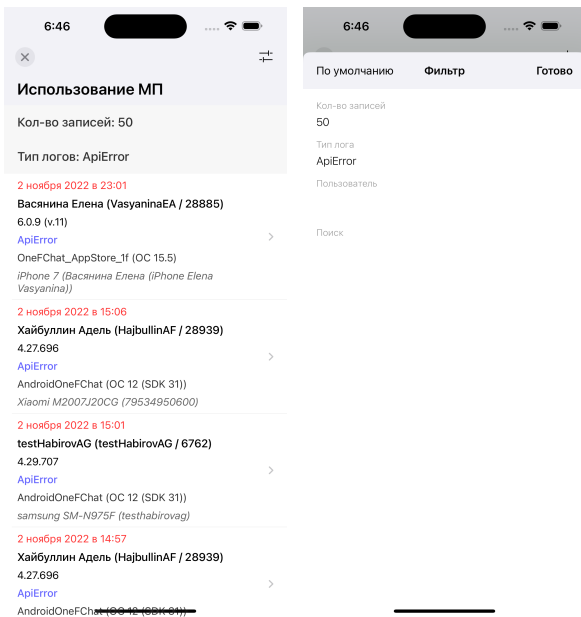 6:46
Использование МП
Кол-во записей: 50
Тип логов: ApiError
2 ноября 2022 в 23:01
Васянина Елена (VasyaninaEA / 28885)
6.0.9 (v.11)
ApiError
OneFChat_AppStore_1f (ОС 15.5)
iPhone 7 (Васянина Елена (iPhone Elena
Vasyanina))
2 ноября 2022 в 15:06
Хайбуллин Адель (HajbullinAF / 28939)
4.27.696
ApiError
AndroidOneFChat (ОС 12 (SDK 31))
Xiaomi M2007J20CG (79534950600)
2 ноября 2022 в 15:01
testHabirovAG (testHabirovAG / 6762)
4.29.707
ApiError
AndroidOneFChat (ОС 12 (SDK 31))
samsung SM-N975F (testhabirovag)
2 ноября 2022 в 14:57
Хайбуллин Адель (HajbullinAF / 28939)
4.27.696
ApiError
AndroidOneFChat (ОС 12 (SDK 31))
6:46
По умолчанию Фильтр Готово
Кол-во записей
50
Тип лога
ApiError
Пользователь
Поиск